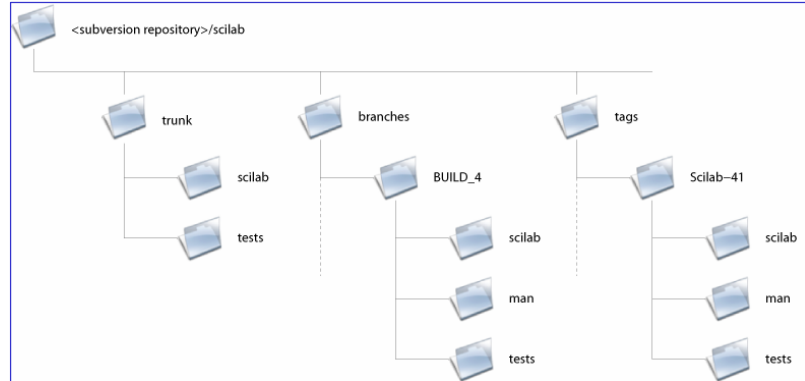 <subversion repository>/scilab
trunk
branches
tags
scilab
BUILD_4
Scilab–41
tests
scilab
scilab
man
man
tests
tests